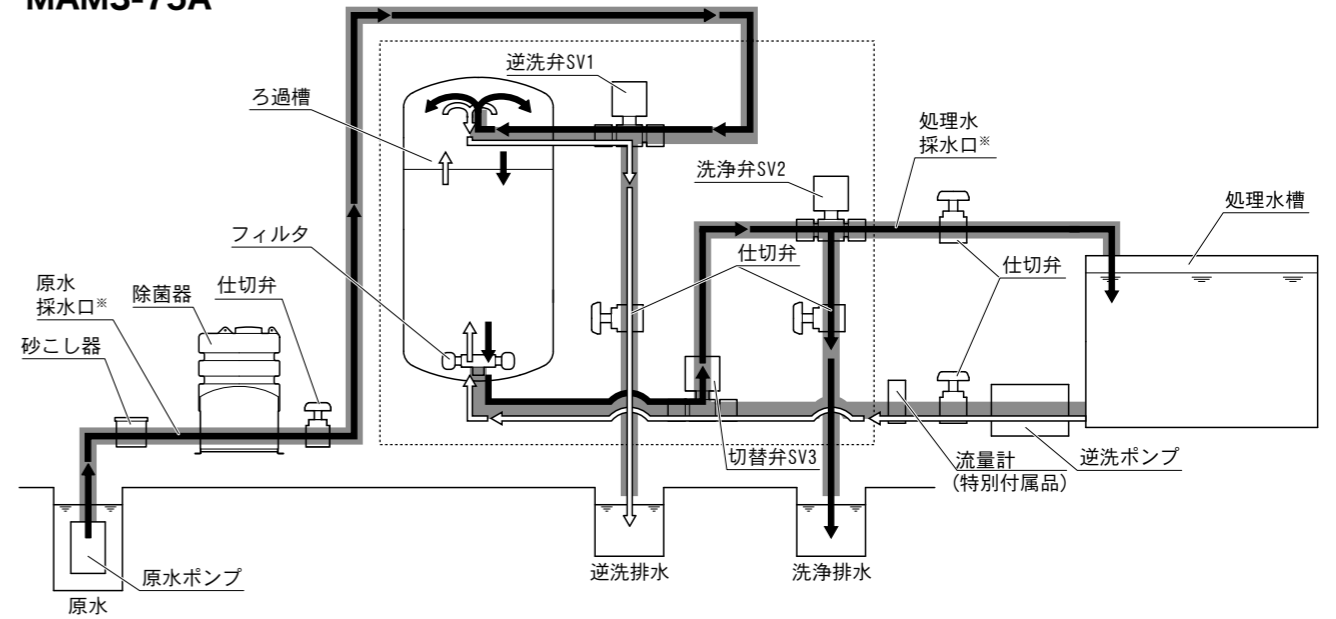 MAMS-75A
逆洗弁SV1
ろ過槽
処理水
採水口※
洗浄弁SV2
処理水槽
フィルタ
仕切弁
仕切弁
原水
採水口※
除菌器
仕切弁
砂こし器
切替弁SV3
流量計
(特別付属品)
逆洗ポンプ
原水ポンプ
逆洗排水
洗浄排水
原水